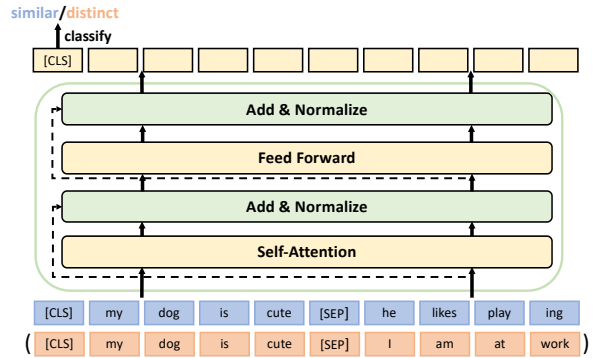 similar/distinct
classify
[CLS]
Add & Normalize
Feed Forward
Add & Normalize
Self-Attention
[CLS] my dog is cute [SEP] he likes play ing
( [CLS] my dog is cute [SEP] I am at work )